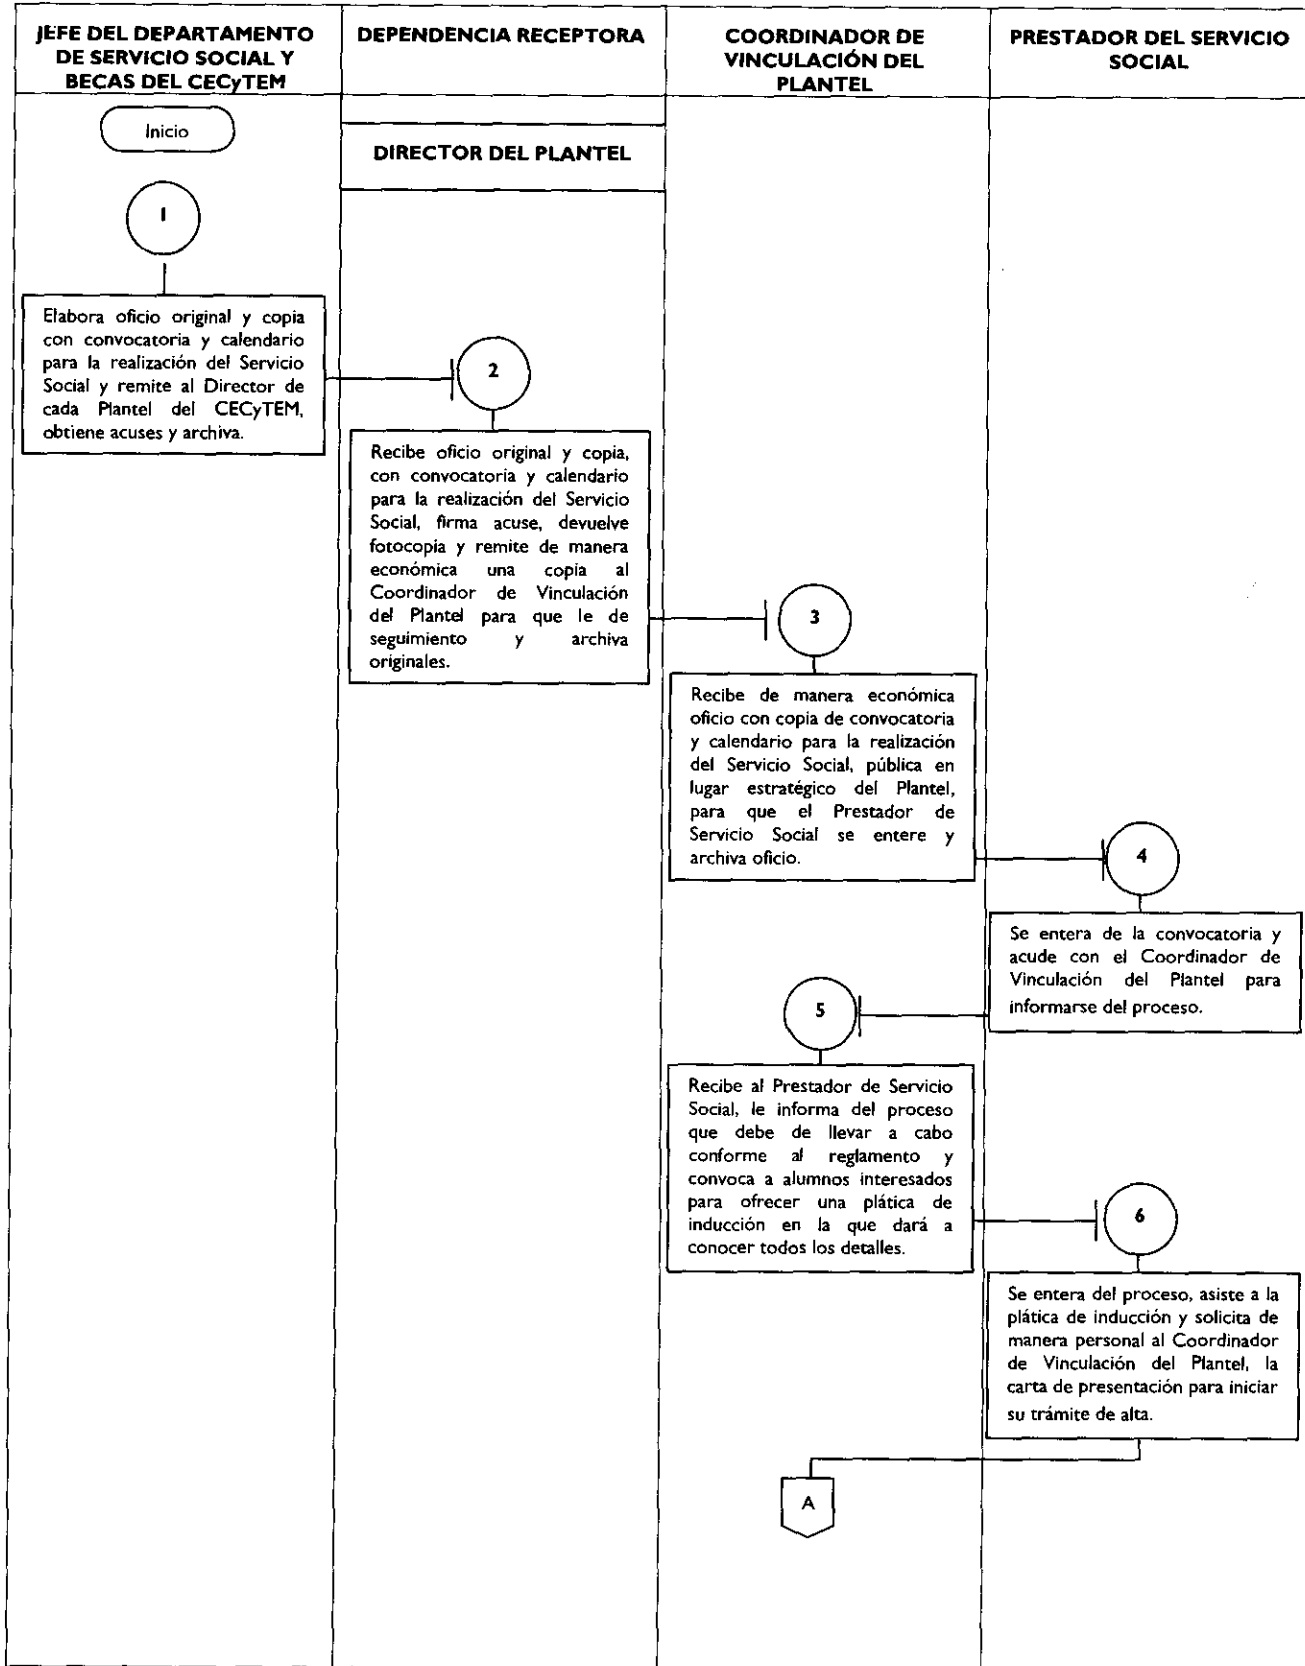 JEFE DEL DEPARTAMENTO
DE SERVICIO SOCIAL Y
BECAS DEL CECyTEM
DEPENDENCIA RECEPTORA
COORDINADOR DE
VINCULACIÓN DEL
PLANTEL
PRESTADOR DEL SERVICIO
SOCIAL
Inicio
DIRECTOR DEL PLANTEL
1
Elabora oficio original y copia
con convocatoria y calendario
para la realización del Servicio
Social y remite al Director de
cada Plantel del CECyTEM,
obtiene acuses y archiva.
2
Recibe oficio original y copia,
con convocatoria y calendario
para la realización del Servicio
Social, firma acuse, devuelve
fotocopia y remite de manera
económica una copia al
Coordinador de Vinculación
del Plantel para que le de
seguimiento y archiva
originales.
3
Recibe de manera económica
oficio con copia de convocatoria
y calendario para la realización
del Servicio Social, pública en
lugar estratégico del Plantel,
para que el Prestador de
Servicio Social se entere y
archiva oficio.
4
Se entera de la convocatoria y
acude con el Coordinador de
Vinculación del Plantel para
informarse del proceso.
5
Recibe al Prestador de Servicio
Social, le informa del proceso
que debe de llevar a cabo
conforme al reglamento y
convoca a alumnos interesados
para ofrecer una plática de
inducción en la que dará a
conocer todos los detalles.
6
Se entera del proceso, asiste a la
plática de inducción y solicita de
manera personal al Coordinador
de Vinculación del Plantel, la
carta de presentación para iniciar
su trámite de alta.
A